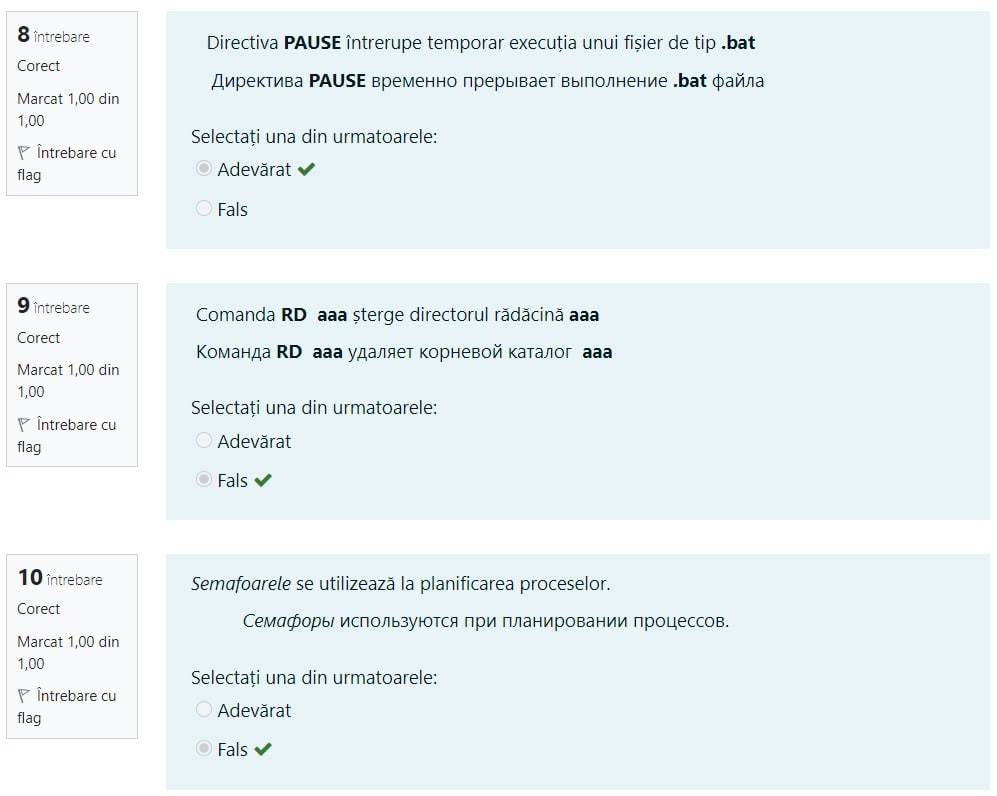 8 întrebare
Corect
Marcat 1,00 din
1,00
Întrebare cu
flag
Directiva PAUSE întrerupe temporar execuția unui fișier de tip .bat
Директива PAUSE временно прерывает выполнение .bat файла
Selectați una din urmatoarele:
Adevărat
Fals
9 întrebare
Corect
Marcat 1,00 din
1,00
Întrebare cu
flag
Comanda RD aaa șterge directorul rădăcină aaa
Команда RD aaa удаляет корневой каталог aaa
Selectați una din urmatoarele:
Adevărat
Fals
10 întrebare
Corect
Marcat 1,00 din
1,00
Întrebare cu
flag
Semafoarele se utilizează la planificarea proceselor.
Семафоры используются при планировании процессов.
Selectați una din urmatoarele:
Adevărat
Fals